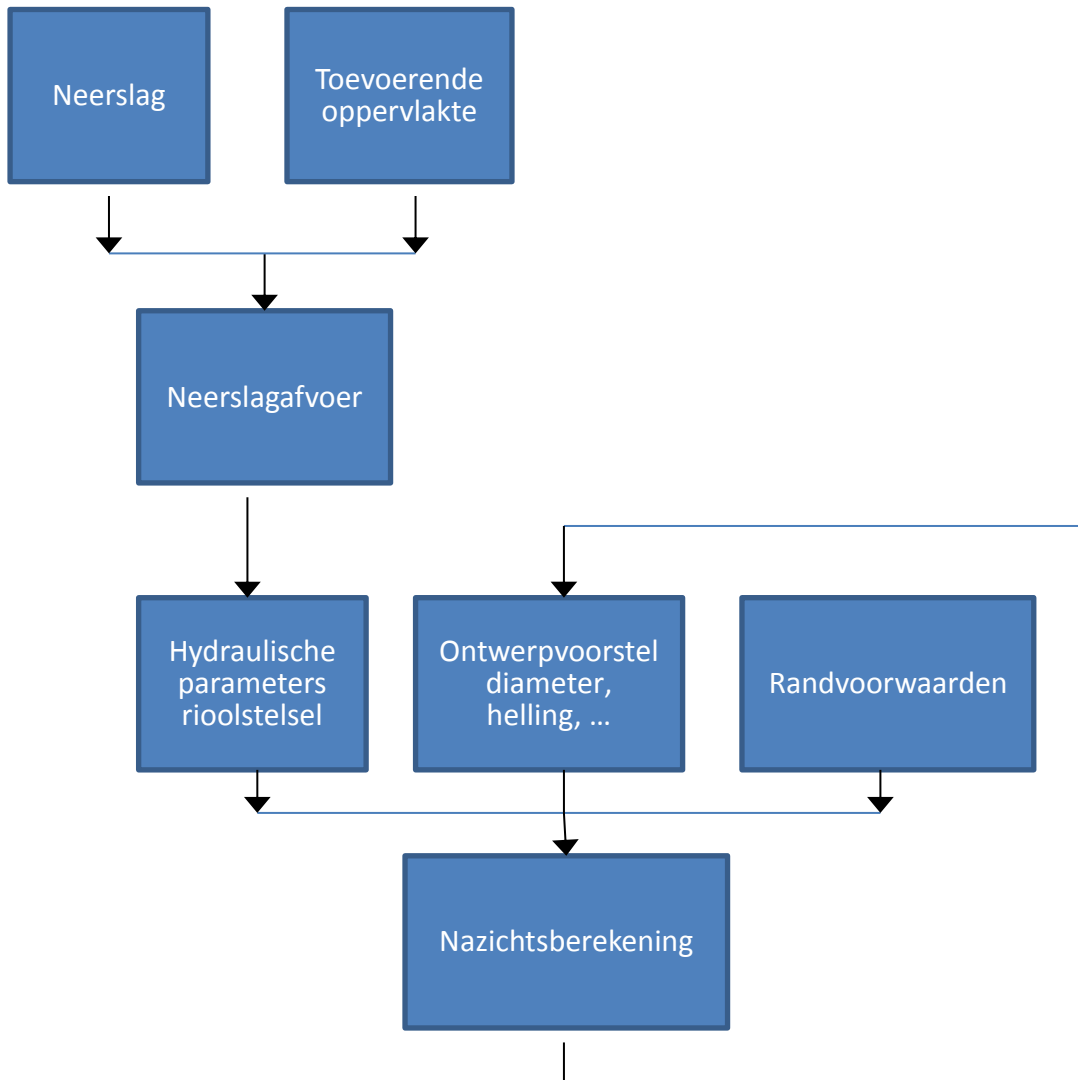 Neerslag
Toevoerende
oppervlakte
Neerslagafvoer
Hydraulische
parameters
rioolstelsel
Ontwerpvoorstel
diameter,
helling, ...
Randvoorwaarden
Nazichtsberekening